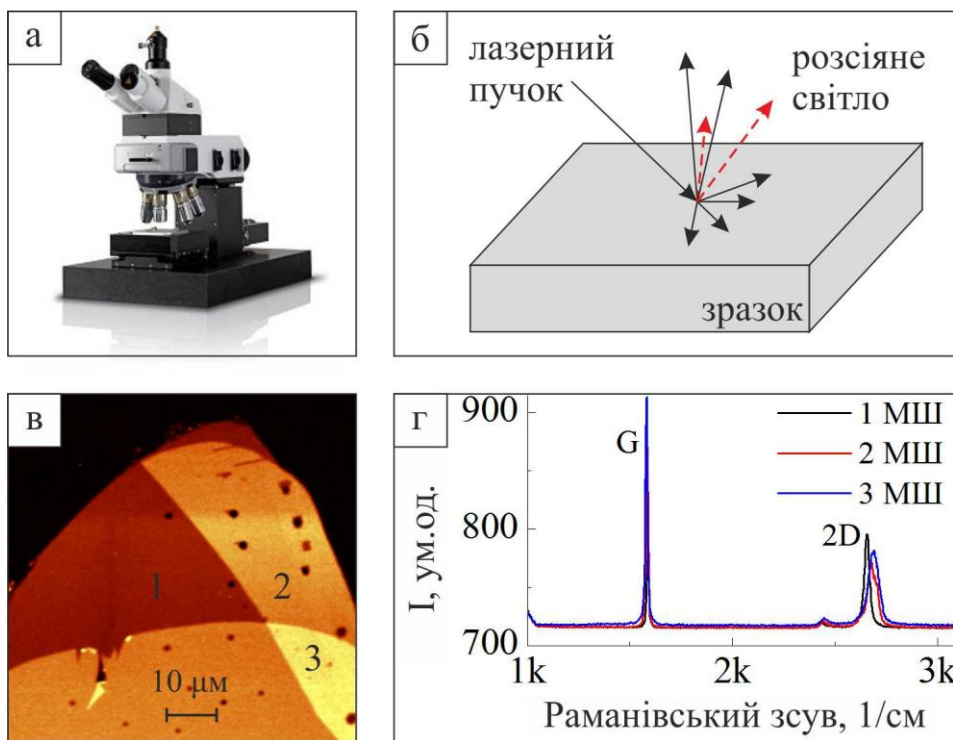 а
б
лазерний
пучок
розсіяне
світло
зразок
в
1
2
3
10 μм
г
900
800
700
I, ум.од.
G
2D
1 МШ
2 МШ
3 МШ
1k
2k
3k
Раманівський зсув, 1/см